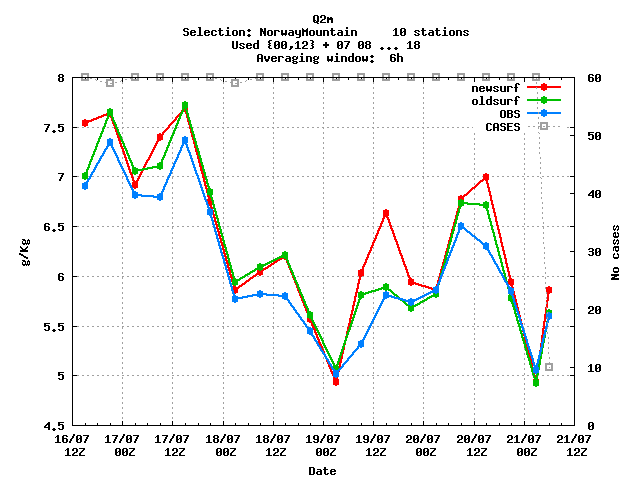 Q2m
Selection: NorwayMountain     10 stations
Used {00,12} + 07 08 ... 18
Averaging window:  6h
8
7.5
7
6.5
6
5.5
5
4.5
g/Kg
60
50
40
30
20
10
0
No cases
newsurf
oldsurf
OBS
CASES
16/07 17/07 17/07 18/07 18/07 19/07 19/07 20/07 20/07 21/07 21/07
12Z 00Z 12Z 00Z 12Z 00Z 12Z 00Z 12Z 00Z 12Z
Date